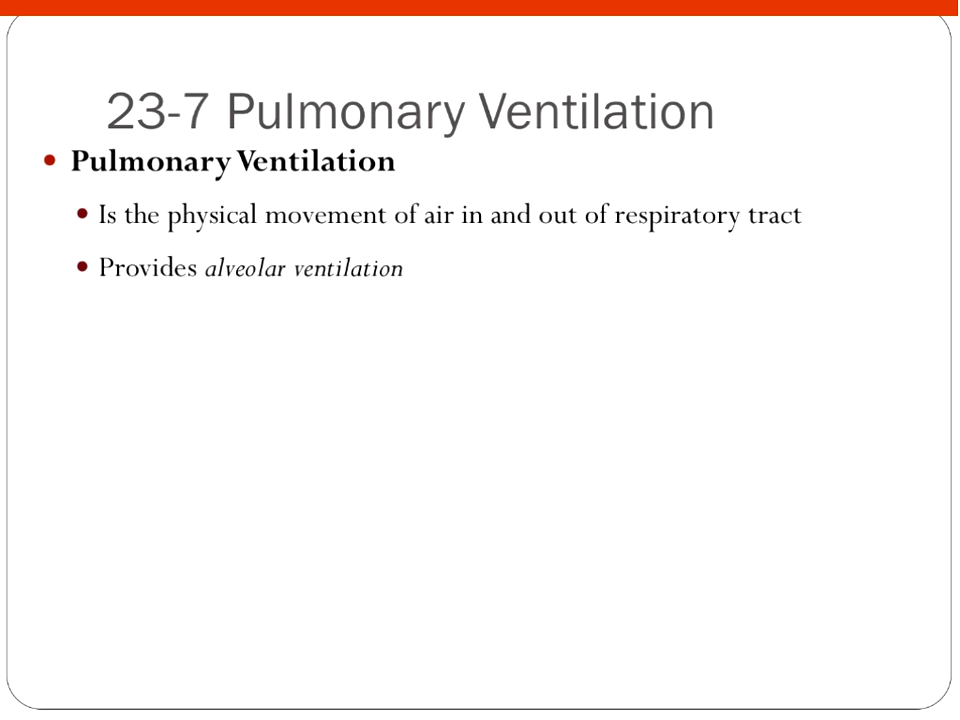 23-7 Pulmonary Ventilation
• Pulmonary Ventilation
• Is the physical movement of air in and out of respiratory tract
• Provides alveolar ventilation